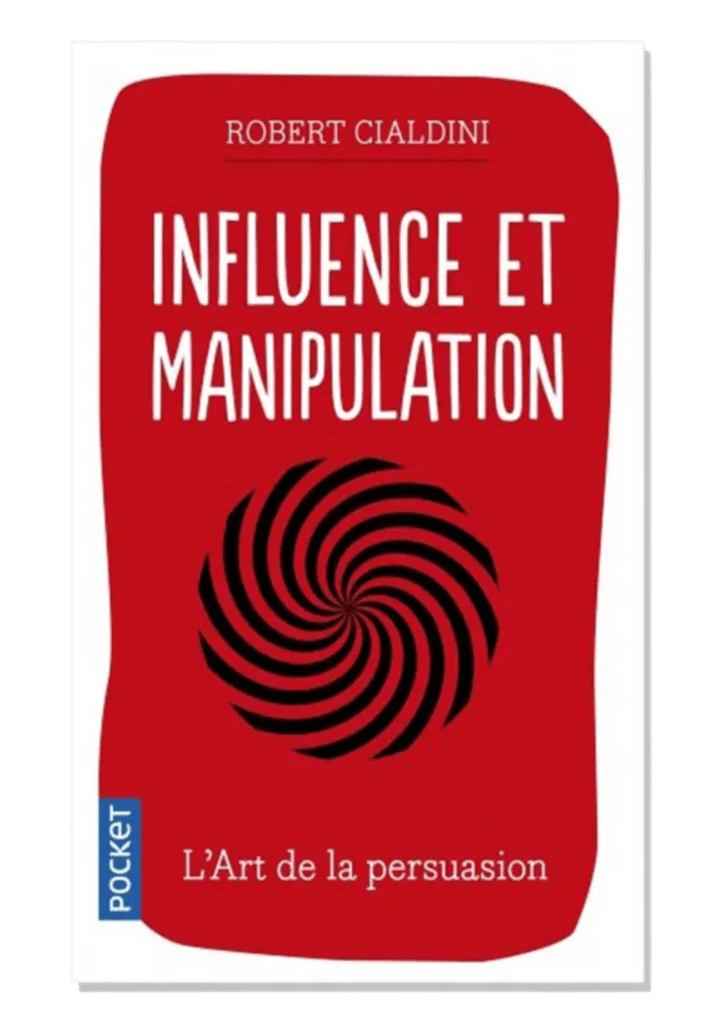 ROBERT CIALDINI
INFLUENCE ET
MANIPULATION
L'Art de la persuasion
POCKET